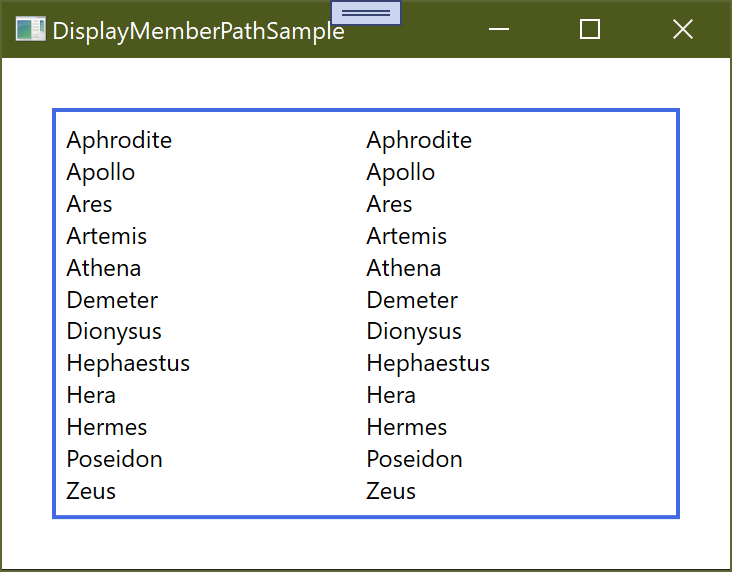 DisplayMemberPathSample
Aphrodite Aphrodite
Apollo Apollo
Ares Ares
Artemis Artemis
Athena Athena
Demeter Demeter
Dionysus Dionysus
Hephaestus Hephaestus
Hera Hera
Hermes Hermes
Poseidon Poseidon
Zeus Zeus